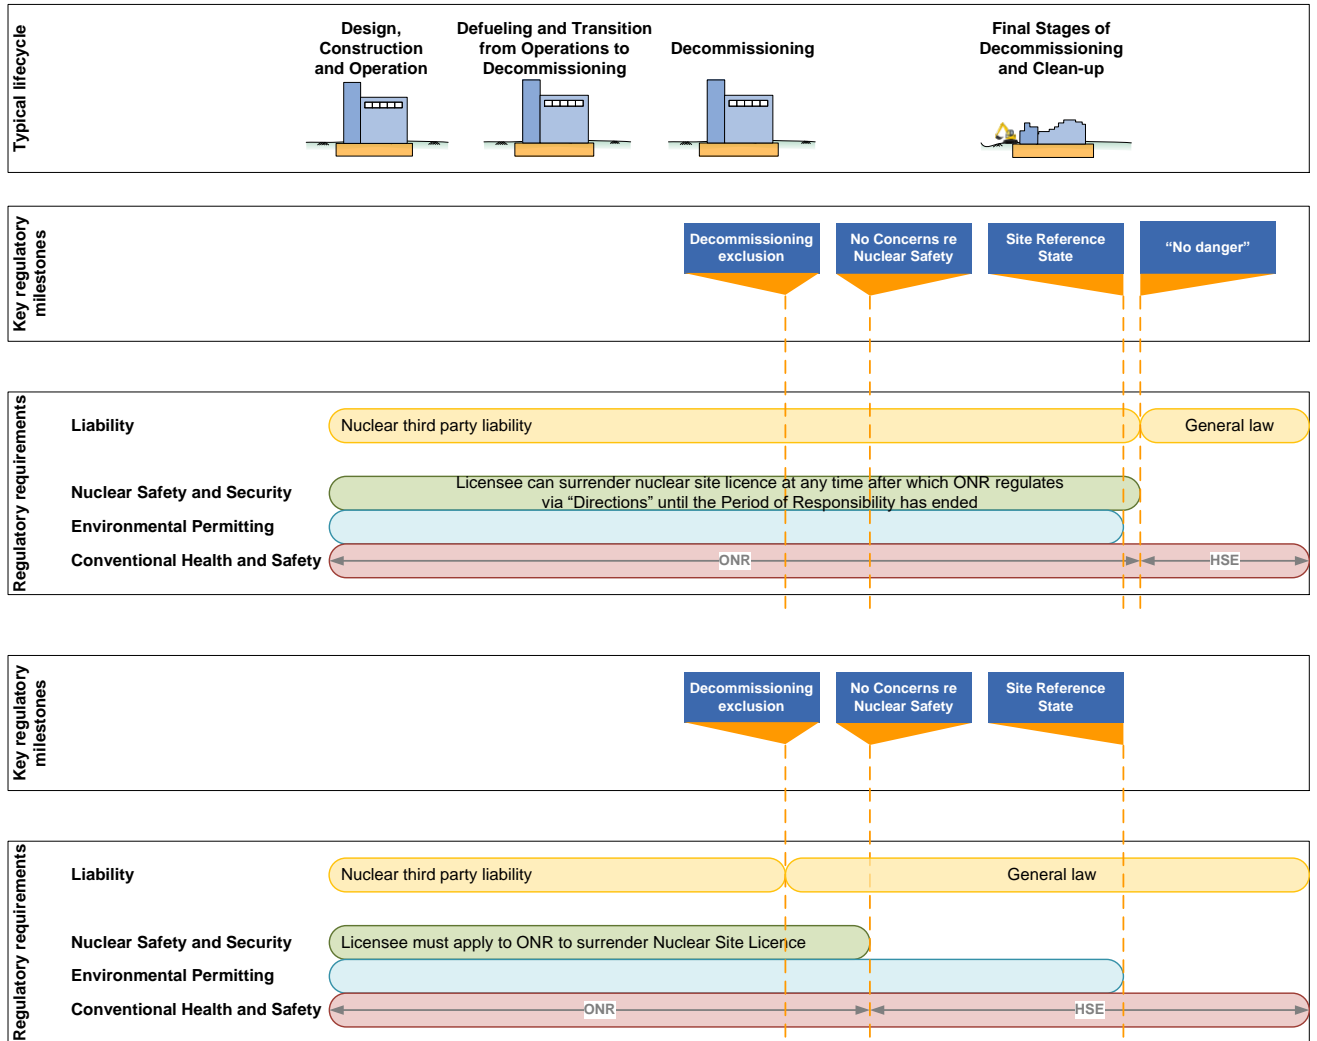 Typical lifecycle
Design,
Construction
and Operation
Defueling and Transition
from Operations to
Decommissioning
Decommissioning
Final Stages of
Decommissioning
and Clean-up
Key regulatory
milestones
Decommissioning
exclusion
No Concerns re
Nuclear Safety
Site Reference
State
“No danger”
Regulatory requirements
Liability
Nuclear third party liability
General law
Nuclear Safety and Security
Licensee can surrender nuclear site licence at any time after which ONR regulates
via “Directions” until the Period of Responsibility has ended
Environmental Permitting
Conventional Health and Safety
ONR
HSE
Key regulatory
milestones
Decommissioning
exclusion
No Concerns re
Nuclear Safety
Site Reference
State
Regulatory requirements
Liability
Nuclear third party liability
General law
Nuclear Safety and Security
Licensee must apply to ONR to surrender Nuclear Site Licence
Environmental Permitting
Conventional Health and Safety
ONR
HSE